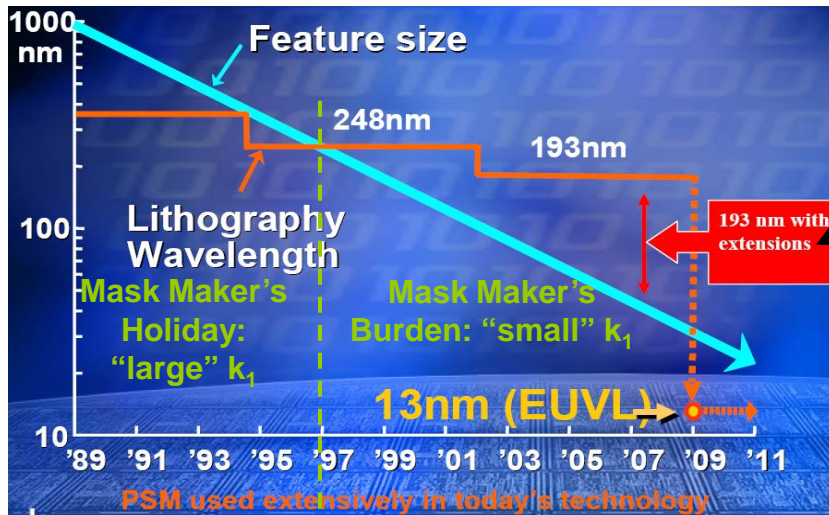 1000
nm
Feature size
248nm
193nm
Lithography
Wavelength
100
193 nm with
extensions
Mask Maker's
Holiday:
"large" k₁
Mask Maker's
Burden: "small" k₁
13nm (EUVL)
10
'89 '91 '93 '95 '97 '99 '01 '03 '05 '07 '09 '11
PSM used extensively in today's technology